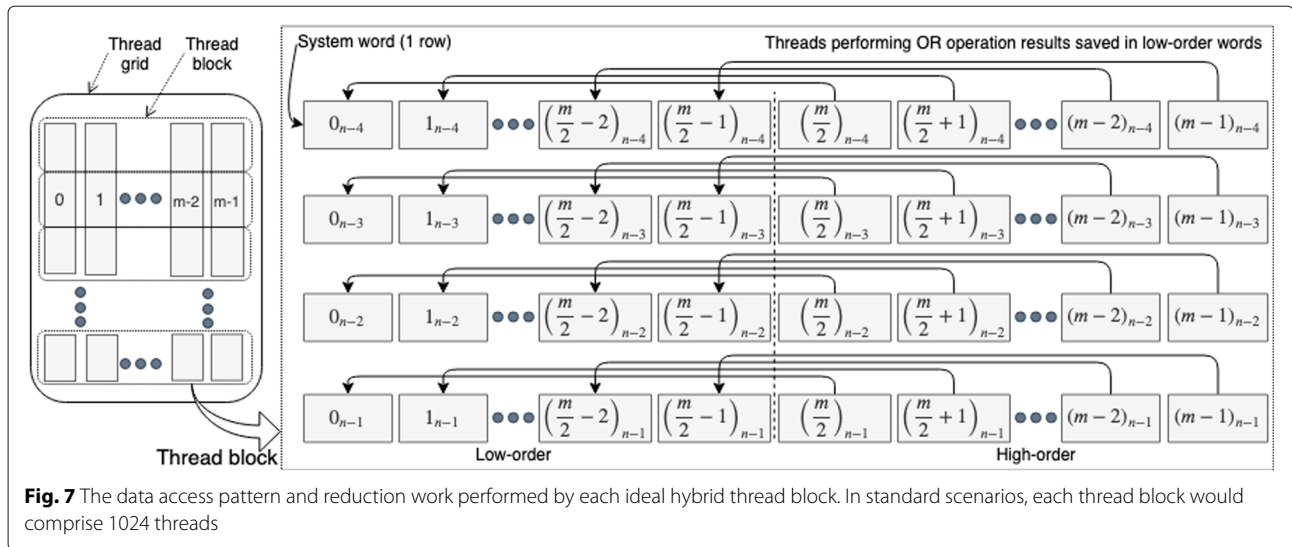 Thread grid
Thread block
System word (1 row)
Threads performing OR operation results saved in low-order words
0 1 ●●● m-2 m-1
●●●
0ₙ₋₄ 1ₙ₋₄ ●●● (m/2 − 2)ₙ₋₄ (m/2 − 1)ₙ₋₄ (m/2)ₙ₋₄ (m/2 + 1)ₙ₋₄ ●●● (m−2)ₙ₋₄ (m−1)ₙ₋₄
0ₙ₋₃ 1ₙ₋₃ ●●● (m/2 − 2)ₙ₋₃ (m/2 − 1)ₙ₋₃ (m/2)ₙ₋₃ (m/2 + 1)ₙ₋₃ ●●● (m−2)ₙ₋₃ (m−1)ₙ₋₃
0ₙ₋₂ 1ₙ₋₂ ●●● (m/2 − 2)ₙ₋₂ (m/2 − 1)ₙ₋₂ (m/2)ₙ₋₂ (m/2 + 1)ₙ₋₂ ●●● (m−2)ₙ₋₂ (m−1)ₙ₋₂
0ₙ₋₁ 1ₙ₋₁ ●●● (m/2 − 2)ₙ₋₁ (m/2 − 1)ₙ₋₁ (m/2)ₙ₋₁ (m/2 + 1)ₙ₋₁ ●●● (m−2)ₙ₋₁ (m−1)ₙ₋₁
Thread block
Low-order
High-order
Fig. 7 The data access pattern and reduction work performed by each ideal hybrid thread block. In standard scenarios, each thread block would
comprise 1024 threads